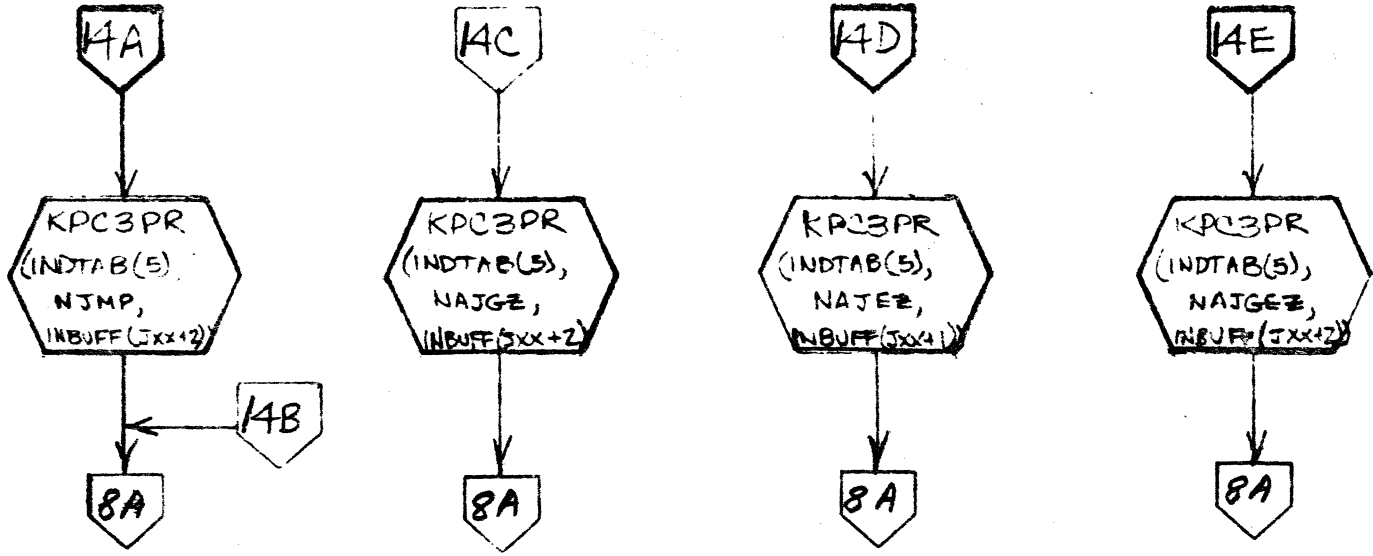 14A
KPC3PR
(INDTAB(5)
NJMP,
INBUFF(JXX+2))
14B
8A
14C
KPC3PR
(INDTAB(5),
NAJGZ,
INBUFF(JXX+2)
8A
14D
KPC3PR
(INDTAB(5),
NAJEZ,
INBUFF(JXX+1))
8A
14E
KPC3PR
(INDTAB(5),
NAJGEZ,
INBUFF(JXX+2))
8A